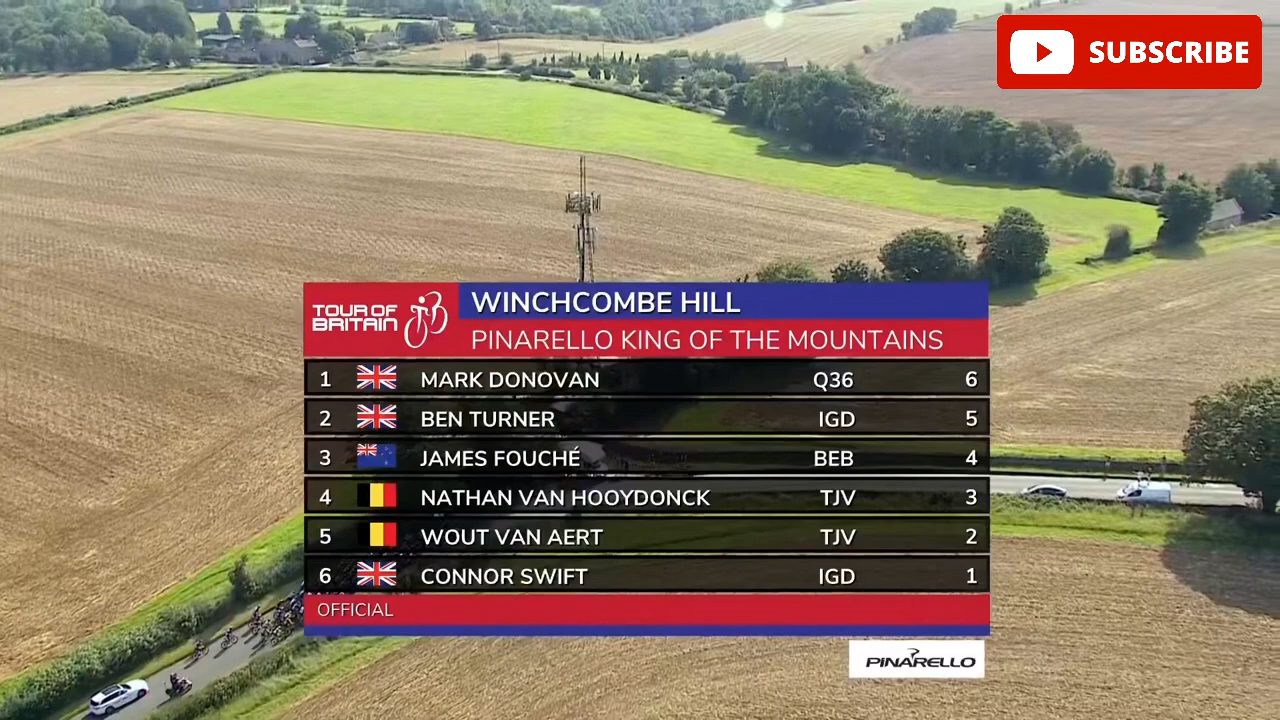 SUBSCRIBE
TOUR OF
BRITAIN
WINCHCOMBE HILL
PINARELLO KING OF THE MOUNTAINS
1 MARK DONOVAN Q36 6
2 BEN TURNER IGD 5
3 JAMES FOUCHÉ BEB 4
4 NATHAN VAN HOOYDONCK TJV 3
5 WOUT VAN AERT TJV 2
6 CONNOR SWIFT IGD 1
OFFICIAL
PINARELLO